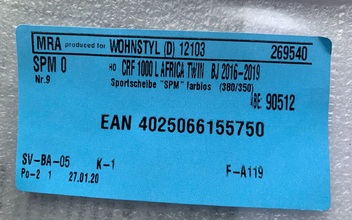 MRA produced for WOHNSTYL (D) 12103 269540
SPM 0 HO CRF 1000 L AFRICA TWIN BJ 2016-2019
Nr.9 Sportscheibe "SPM" farblos (380/350)
ABE: 90512
EAN 4025066155750
SV-BA-05 K-1 F-A119
Po-2 1 27.01.20